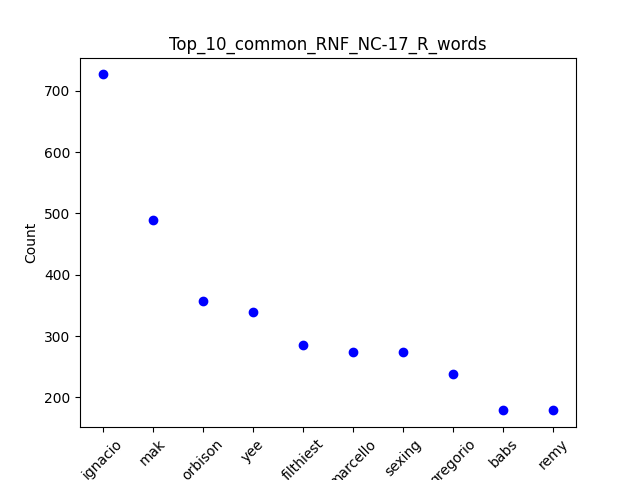 Top_10_common_RNF_NC-17_R_words
Count
700
600
500
400
300
200
ignacio
mak
orbison
yee
filthiest
marcello
sexing
gregorio
babs
remy